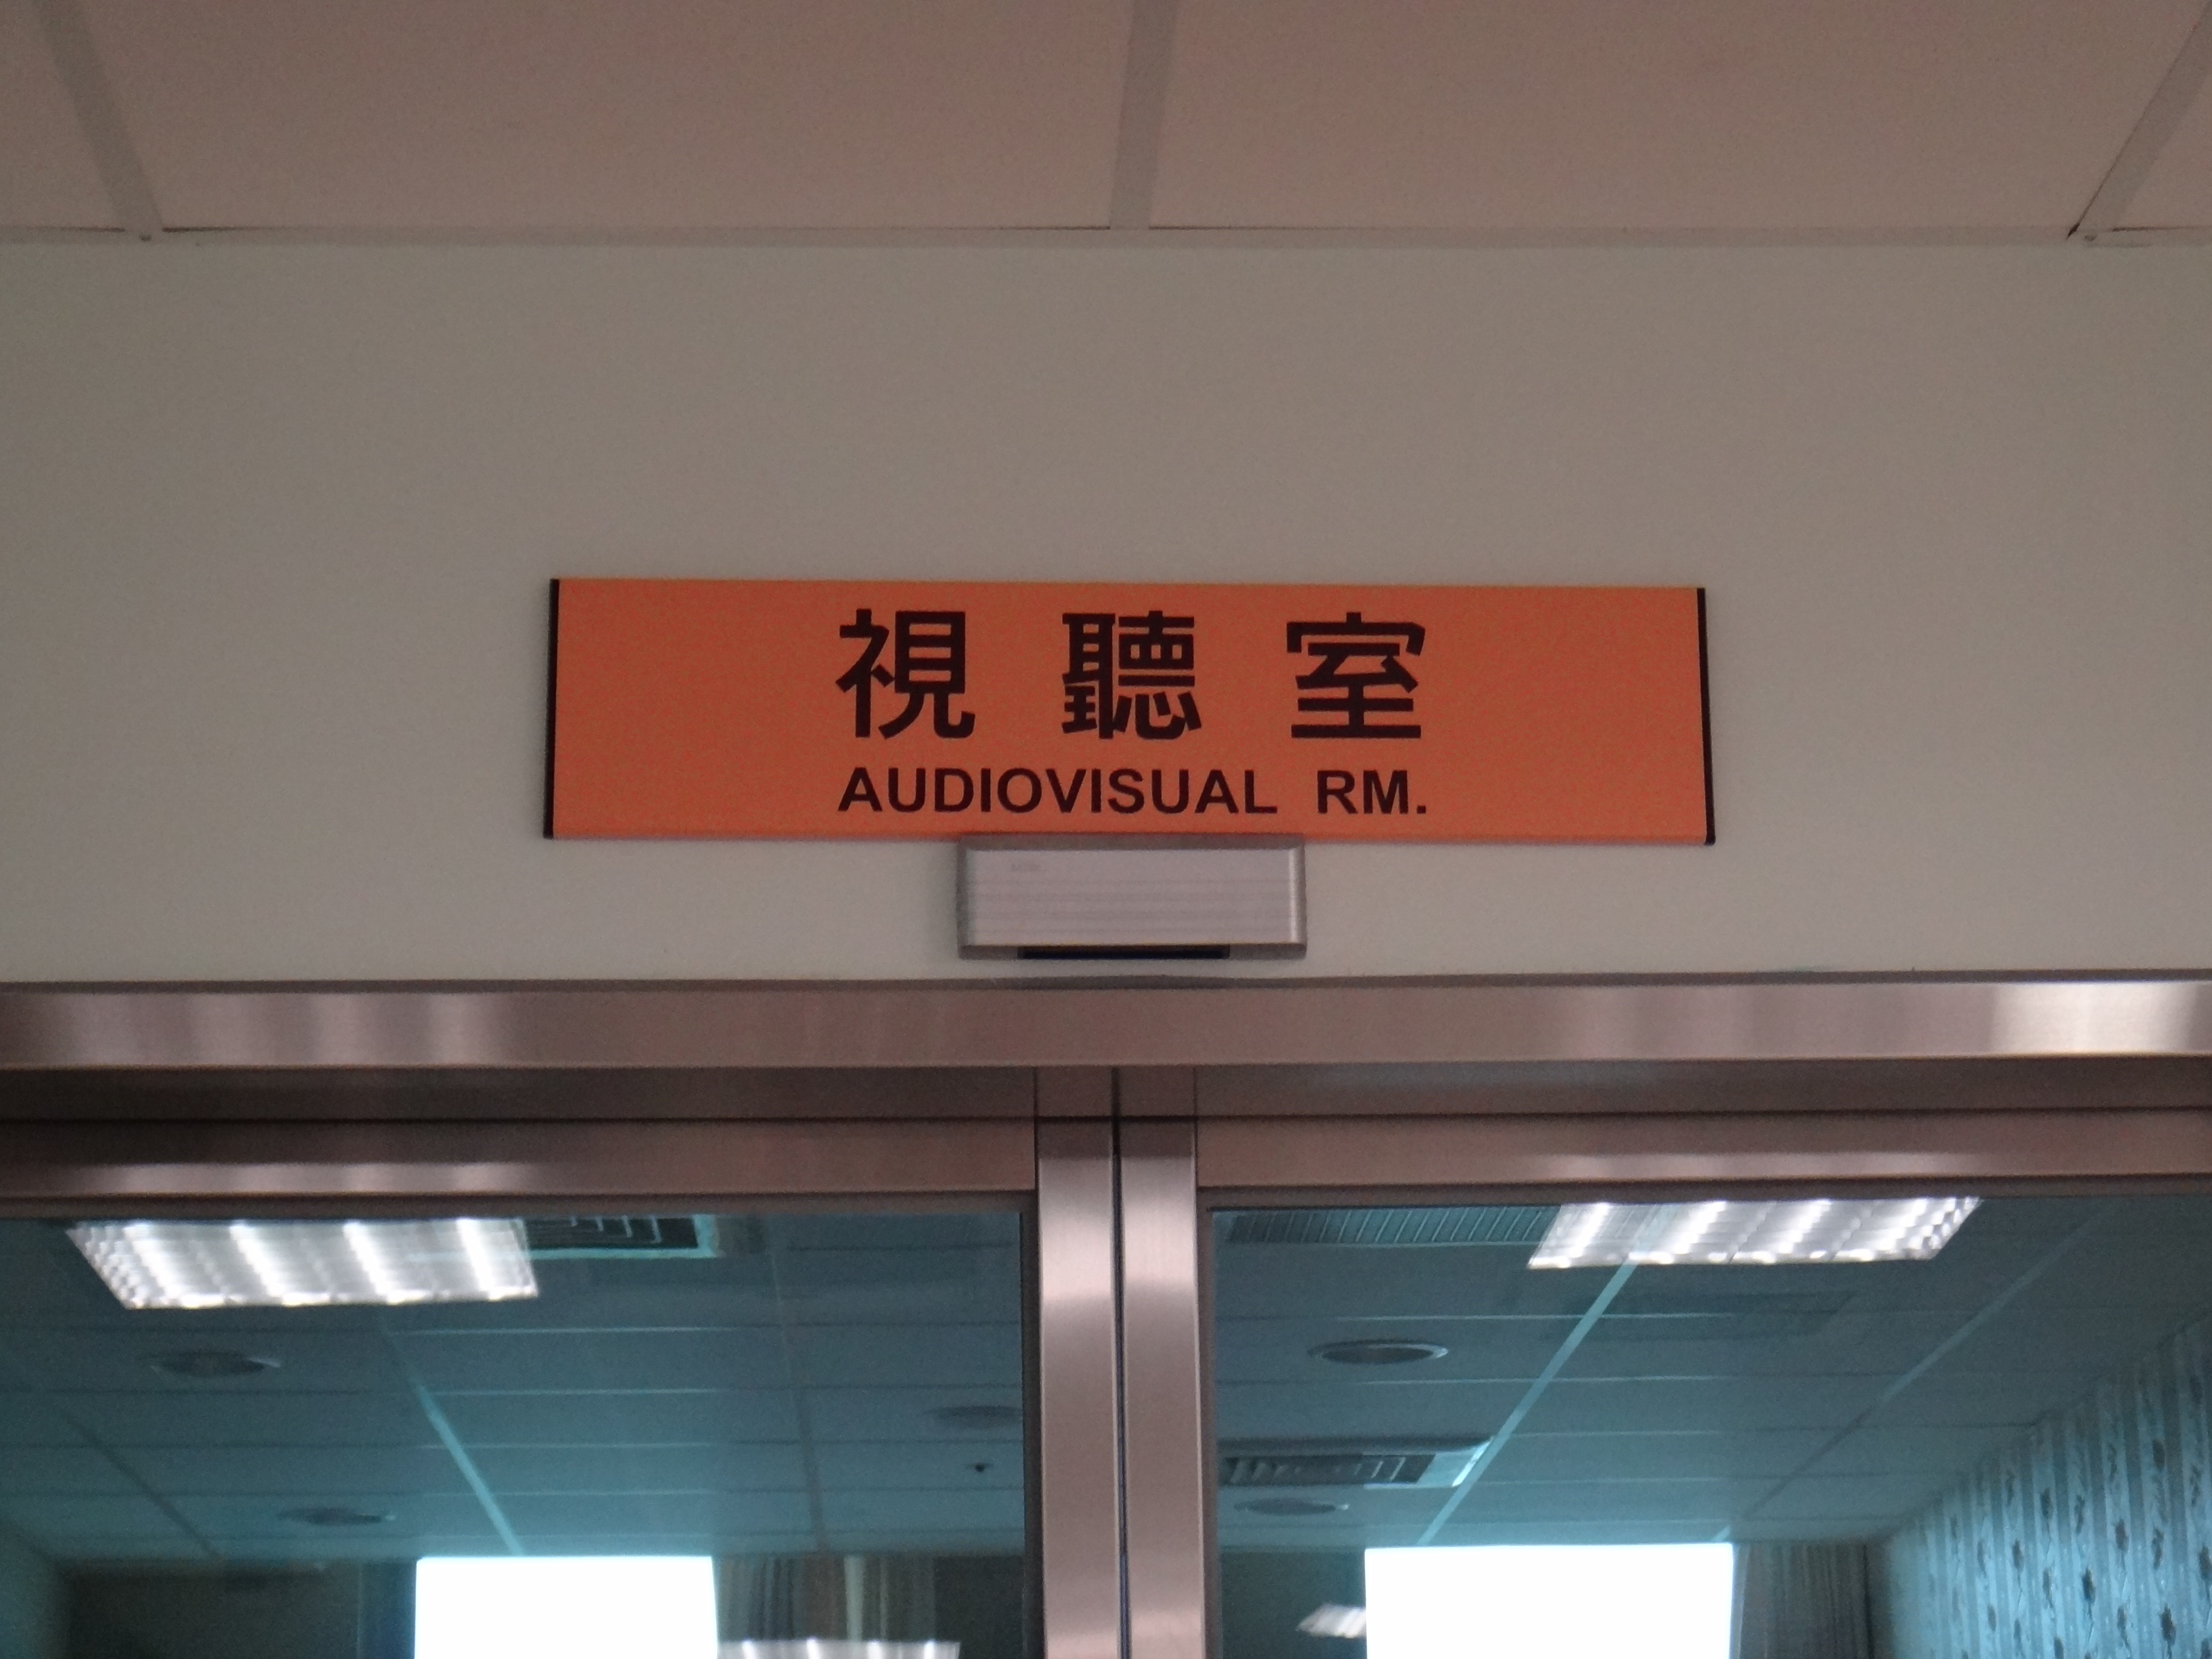 視聽室
AUDIOVISUAL RM.